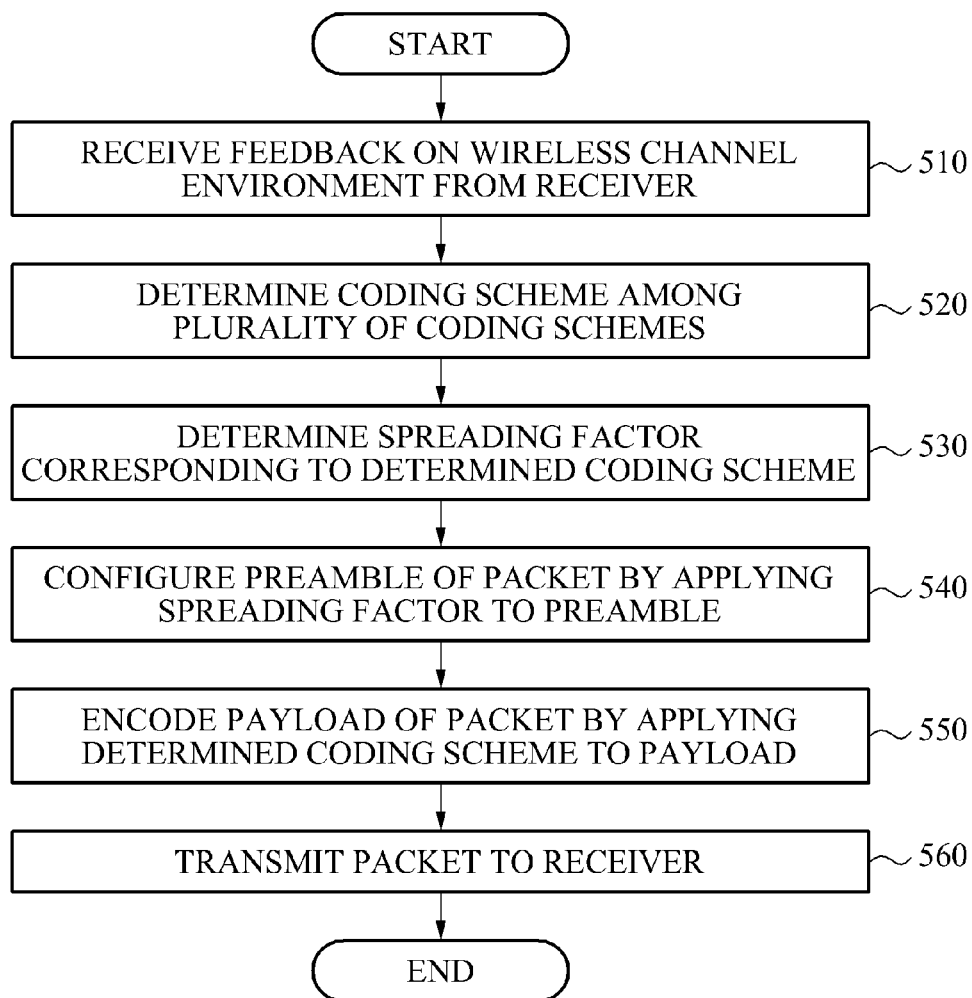 START
RECEIVE FEEDBACK ON WIRELESS CHANNEL
ENVIRONMENT FROM RECEIVER
510
DETERMINE CODING SCHEME AMONG
PLURALITY OF CODING SCHEMES
520
DETERMINE SPREADING FACTOR
CORRESPONDING TO DETERMINED CODING SCHEME
530
CONFIGURE PREAMBLE OF PACKET BY APPLYING
SPREADING FACTOR TO PREAMBLE
540
ENCODE PAYLOAD OF PACKET BY APPLYING
DETERMINED CODING SCHEME TO PAYLOAD
550
TRANSMIT PACKET TO RECEIVER
560
END